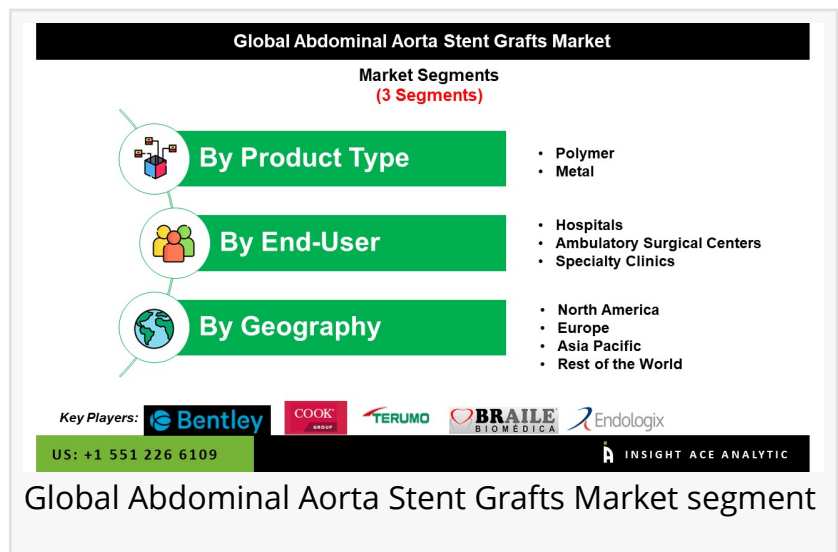 Global Abdominal Aorta Stent Grafts Market
Market Segments
(3 Segments)
By Product Type
• Polymer
• Metal
By End-User
• Hospitals
• Ambulatory Surgical Centers
• Specialty Clinics
By Geography
• North America
• Europe
• Asia Pacific
• Rest of the World
Key Players: Bentley COOK GROUP TERUMO BRAILE BIOMÉDICA Endologix
US: +1 551 226 6109 INSIGHT ACE ANALYTIC
Global Abdominal Aorta Stent Grafts Market segment